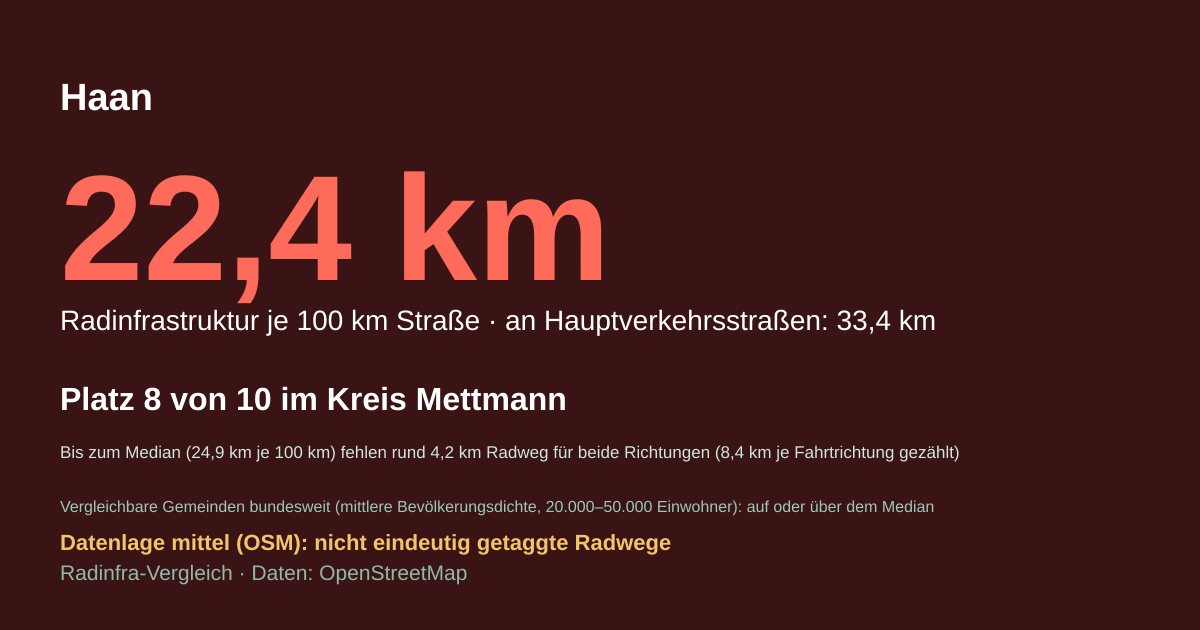 Haan
22,4 km
Radinfrastruktur je 100 km Straße · an Hauptverkehrsstraßen: 33,4 km
Platz 8 von 10 im Kreis Mettmann
Bis zum Median (24,9 km je 100 km) fehlen rund 4,2 km Radweg für beide Richtungen (8,4 km je Fahrtrichtung gezählt)
Vergleichbare Gemeinden bundesweit (mittlere Bevölkerungsdichte, 20.000–50.000 Einwohner): auf oder über dem Median
Datenlage mittel (OSM): nicht eindeutig getaggte Radwege
Radinfra-Vergleich · Daten: OpenStreetMap